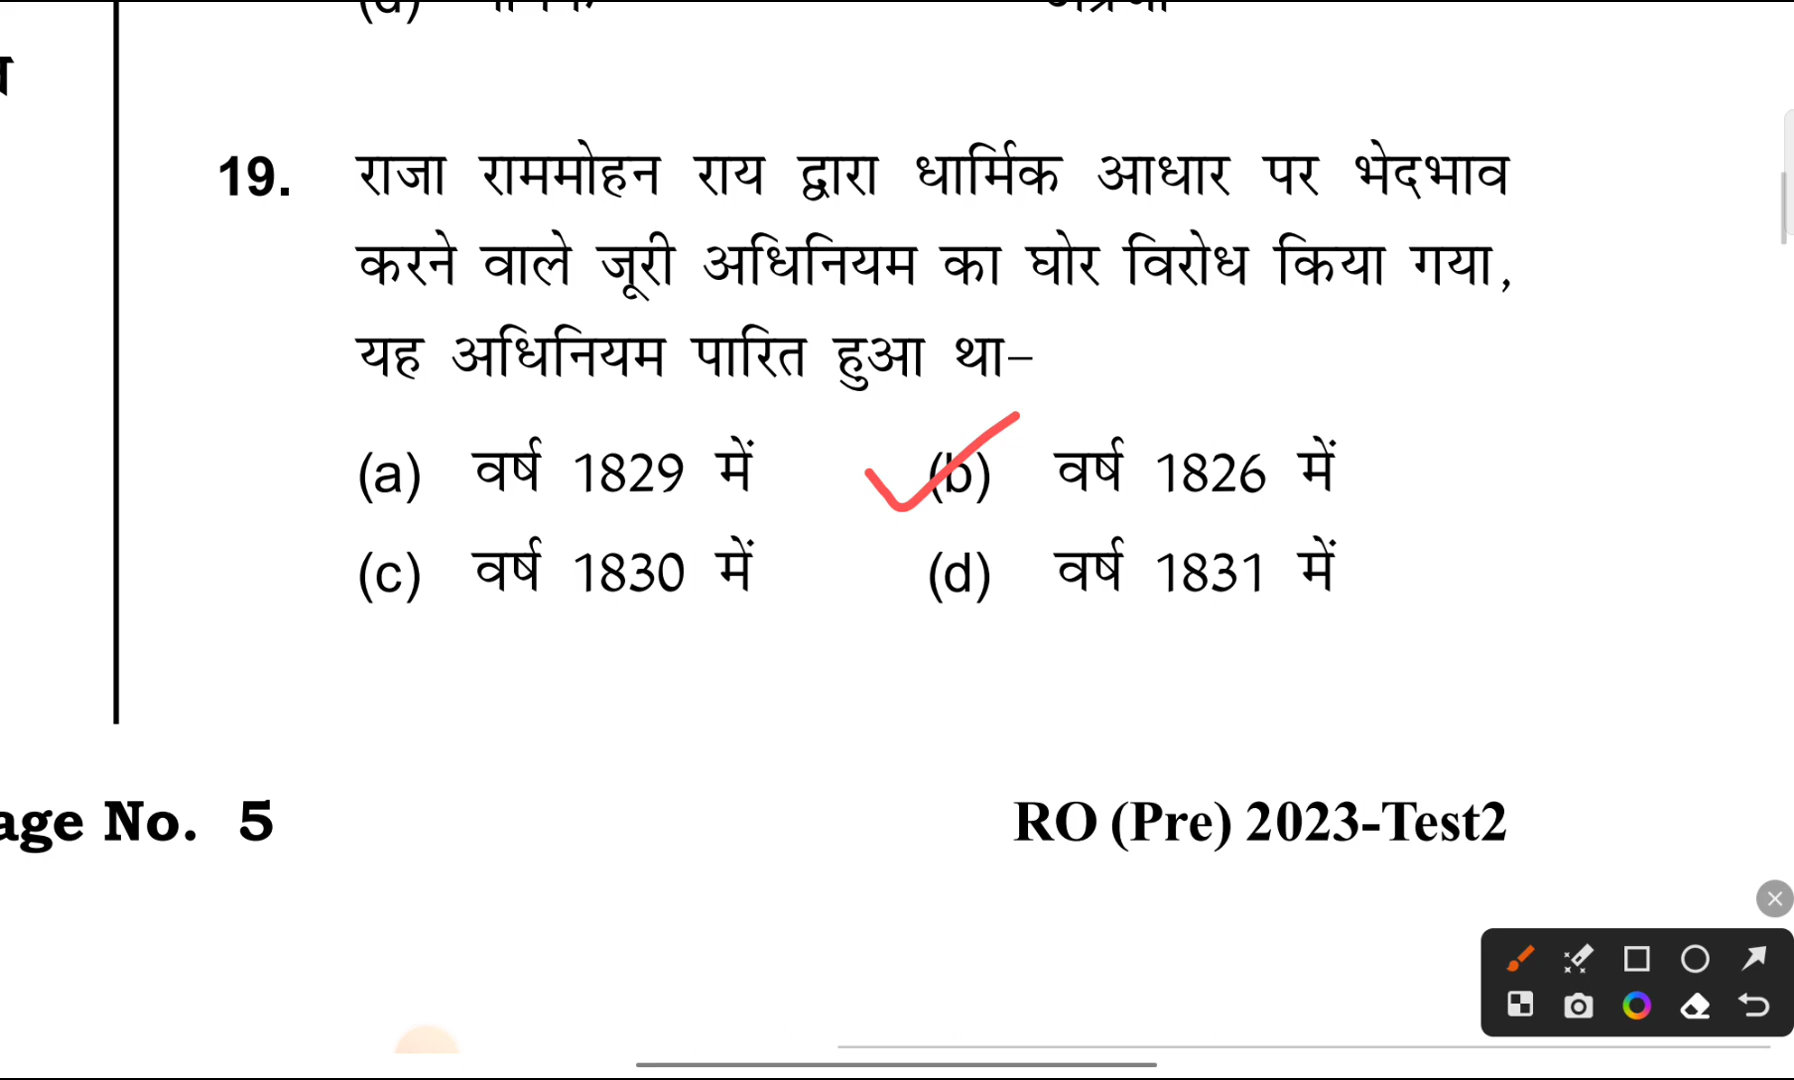 19. राजा राममोहन राय द्वारा धार्मिक आधार पर भेदभाव
करने वाले जूरी अधिनियम का घोर विरोध किया गया,
यह अधिनियम पारित हुआ था–
(a) वर्ष 1829 में (b) वर्ष 1826 में
(c) वर्ष 1830 में (d) वर्ष 1831 में
age No. 5 RO (Pre) 2023-Test2